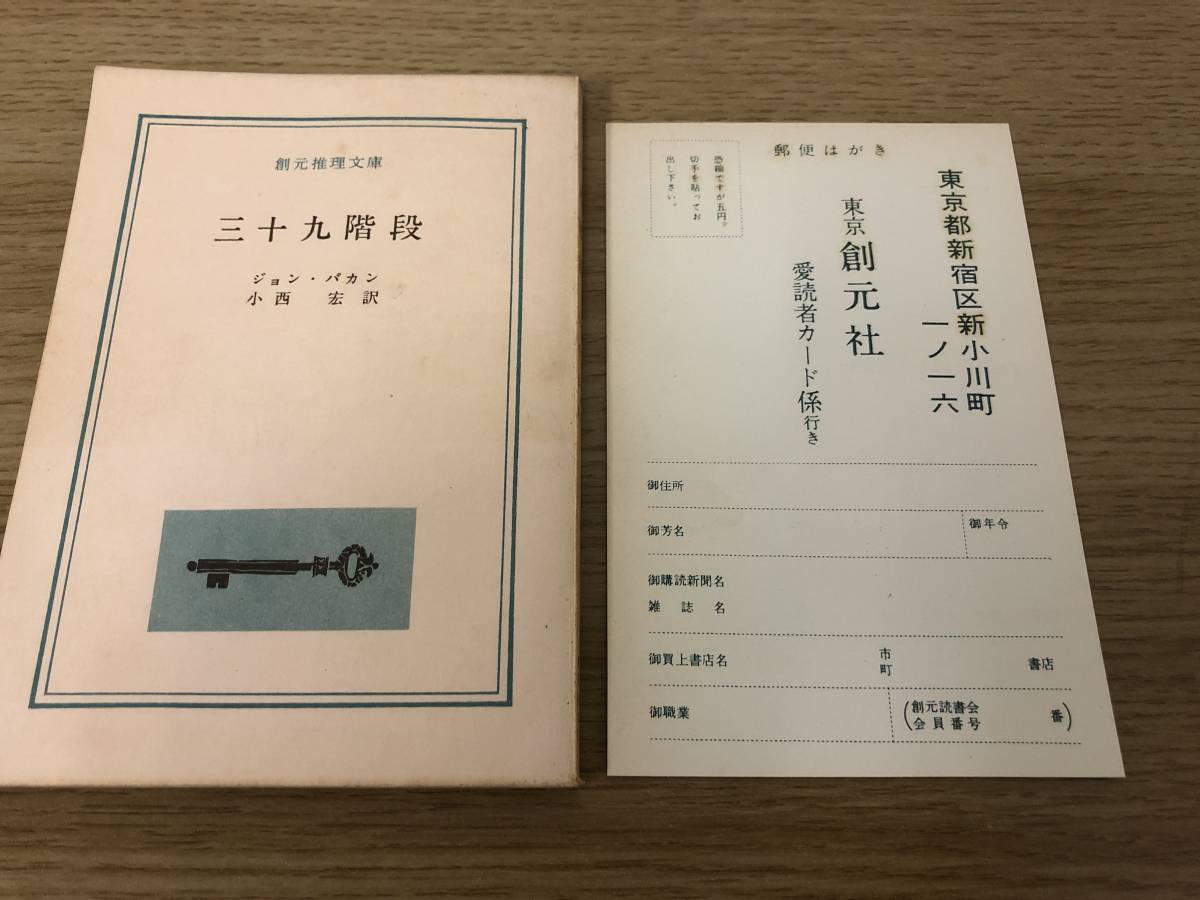 創元推理文庫
三十九階段
ジョン・バカン
小西 宏訳
郵便はがき
東京都新宿区新小川町
一ノ一六
東京 創元社
愛読者カード係行き
恐縮ですが五円
切手を貼ってお
出し下さい。
御住所
御芳名
御年令
御購読新聞名
雑誌名
御買上書店名
市
町
書店
御職業
(創元読書会
会員番号
番)